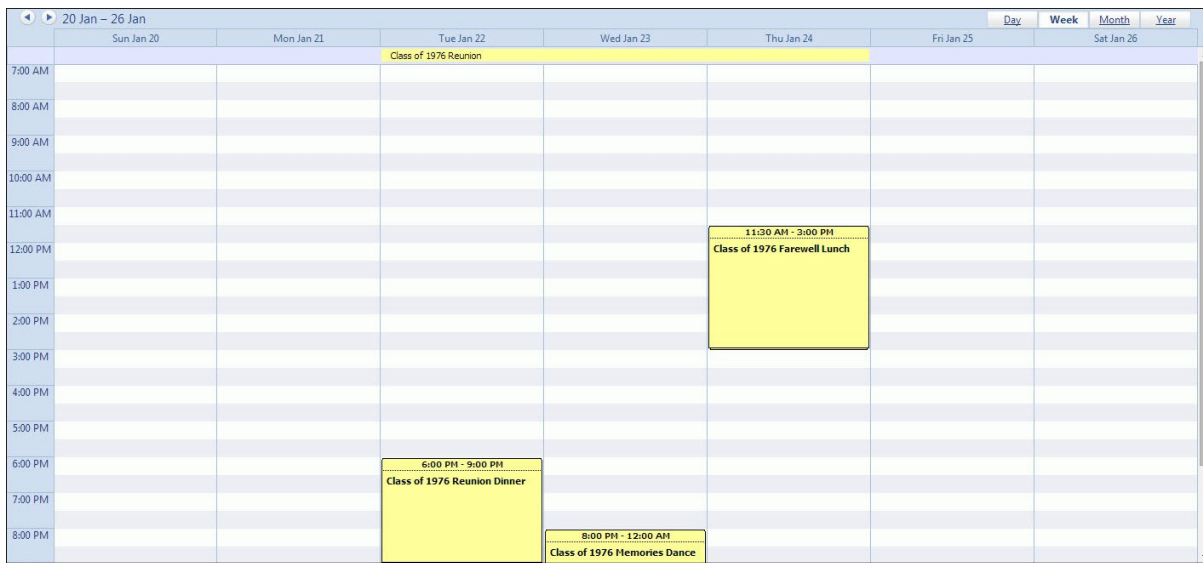 20 Jan – 26 Jan
Day Week Month Year
Sun Jan 20 Mon Jan 21 Tue Jan 22 Wed Jan 23 Thu Jan 24 Fri Jan 25 Sat Jan 26
Class of 1976 Reunion
7:00 AM
8:00 AM
9:00 AM
10:00 AM
11:00 AM
11:30 AM - 3:00 PM
12:00 PM
Class of 1976 Farewell Lunch
1:00 PM
2:00 PM
3:00 PM
4:00 PM
5:00 PM
6:00 PM
6:00 PM - 9:00 PM
Class of 1976 Reunion Dinner
7:00 PM
8:00 PM
8:00 PM - 12:00 AM
Class of 1976 Memories Dance